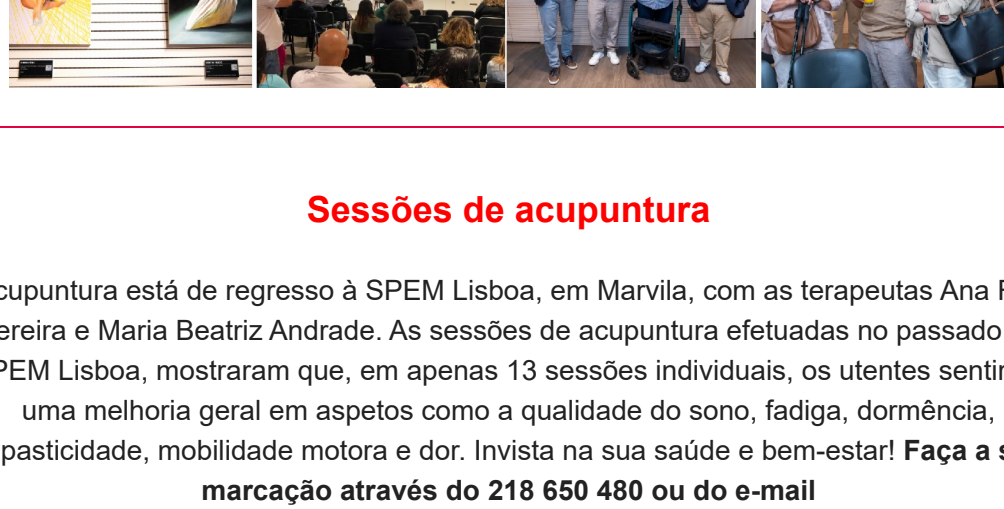 Sessões de acupuntura
cupuntura está de regresso à SPEM Lisboa, em Marvila, com as terapeutas Ana
ereira e Maria Beatriz Andrade. As sessões de acupuntura efetuadas no passado
PEM Lisboa, mostraram que, em apenas 13 sessões individuais, os utentes senti
uma melhoria geral em aspetos como a qualidade do sono, fadiga, dormência,
pasticidade, mobilidade motora e dor. Invista na sua saúde e bem-estar! Faça a s
marcação através do 218 650 480 ou do e-mail